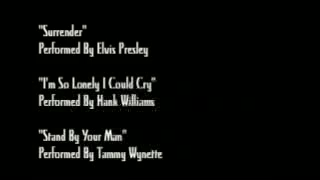 "Surrender"
Performed By Elvis Presley
"I'm So Lonely I Could Cry"
Performed By Hank Williams
"Stand By Your Man"
Performed By Tammy Wynette